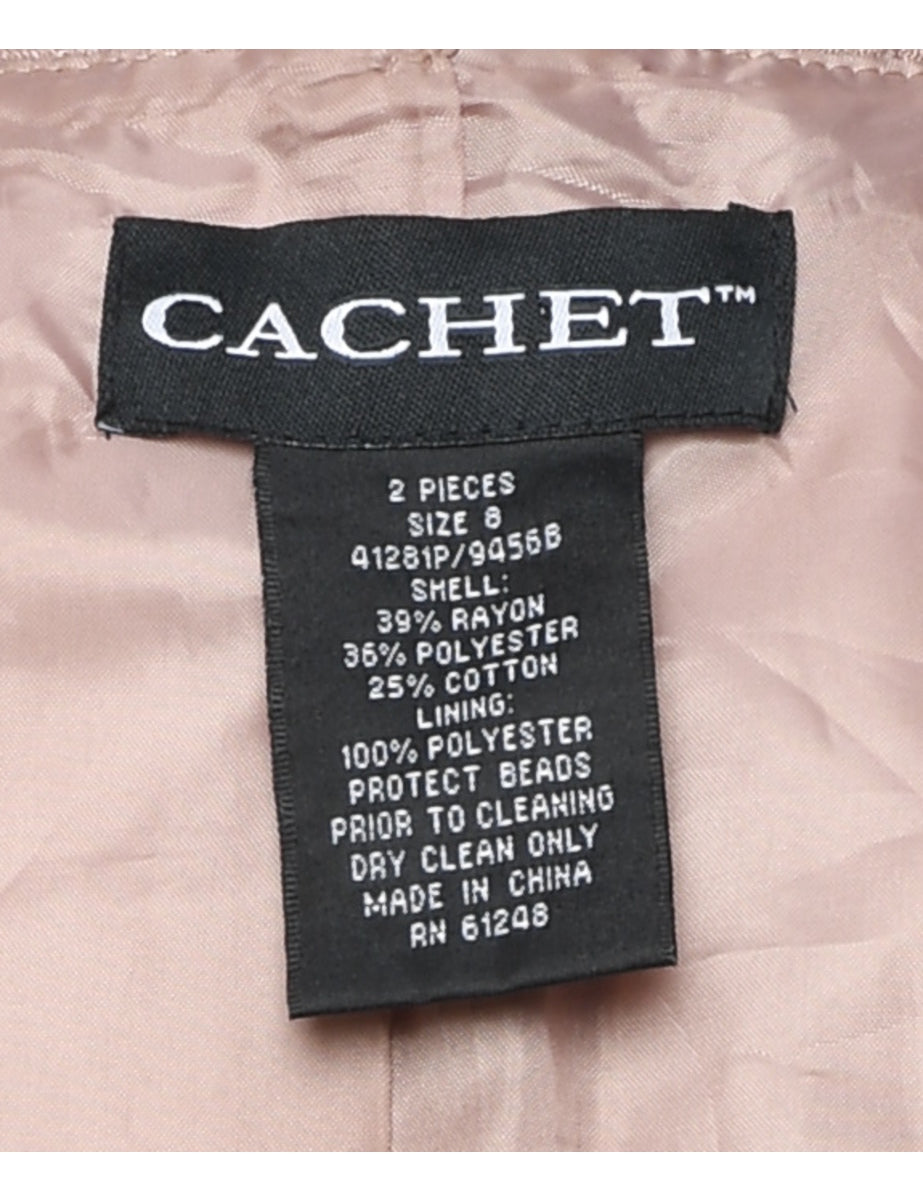 CACHET™
2 PIECES
SIZE 8
41281P/9456B
SHELL:
39% RAYON
36% POLYESTER
25% COTTON
LINING:
100% POLYESTER
PROTECT BEADS
PRIOR TO CLEANING
DRY CLEAN ONLY
MADE IN CHINA
RN 61248